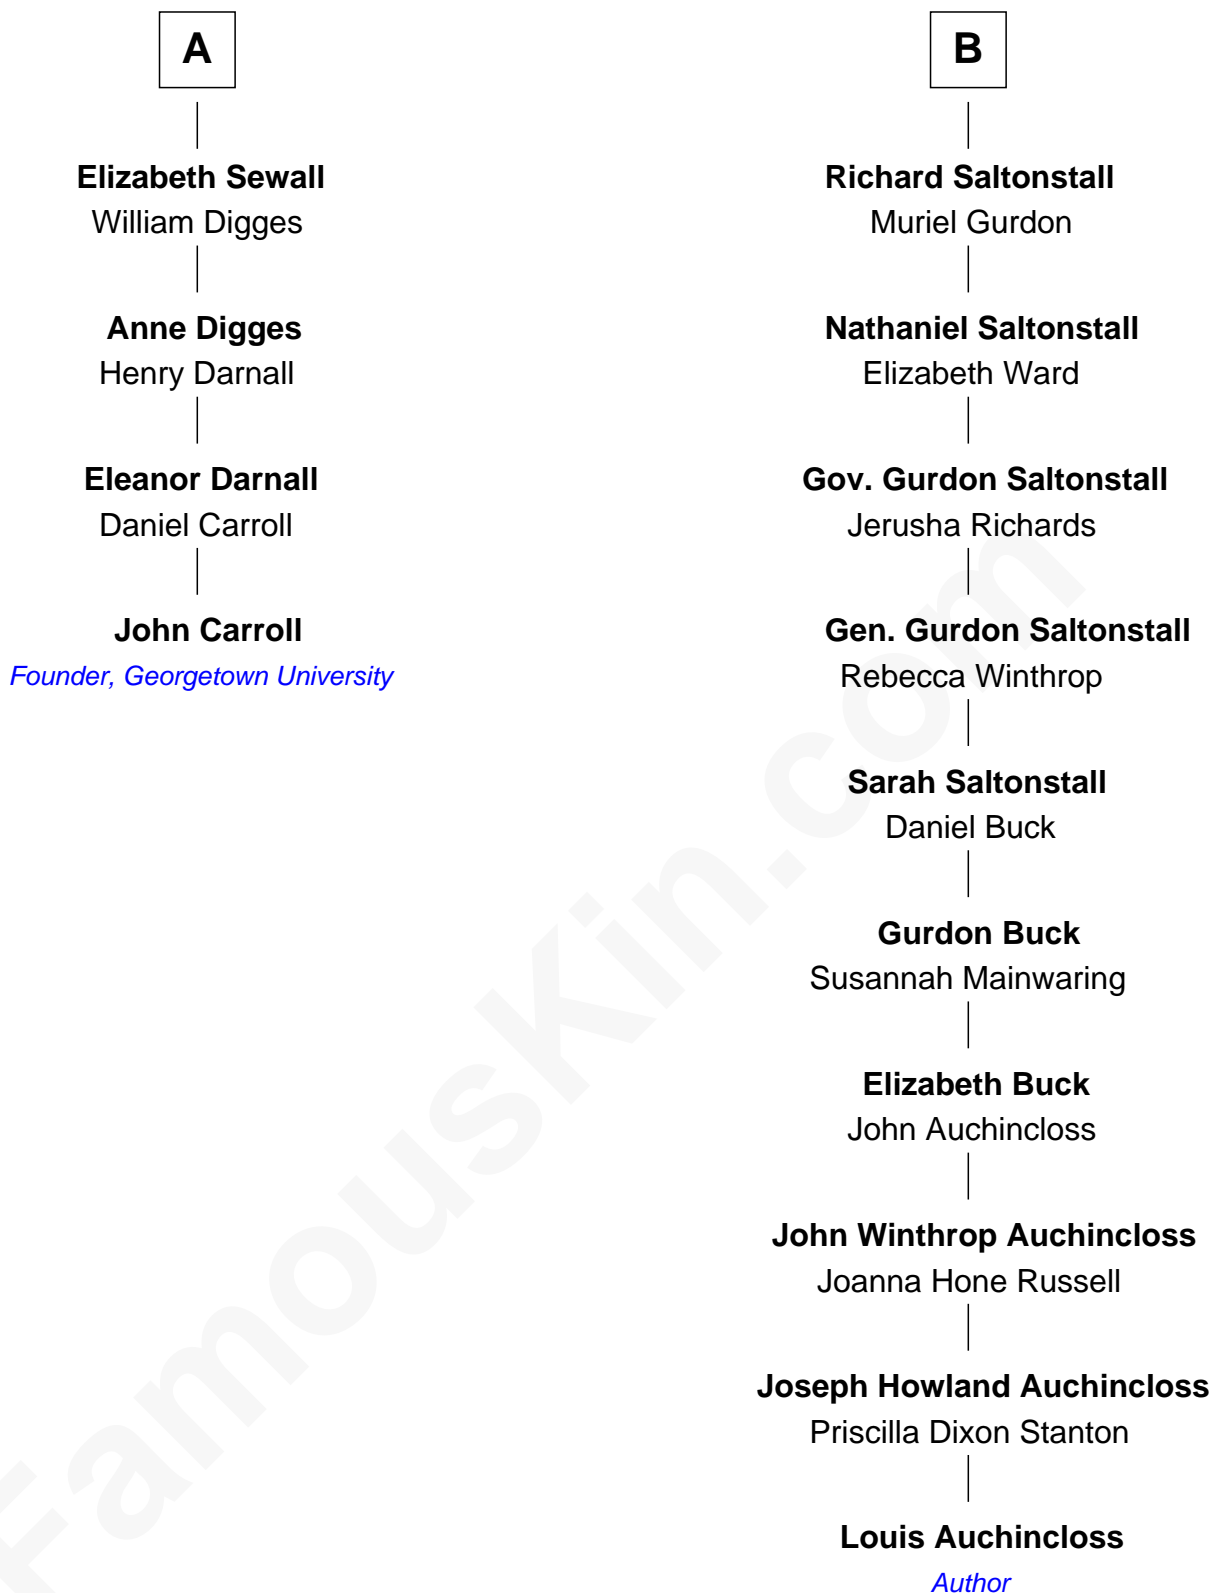 A
Elizabeth Sewall
William Digges
Anne Digges
Henry Darnall
Eleanor Darnall
Daniel Carroll
John Carroll
Founder, Georgetown University
B
Richard Saltonstall
Muriel Gurdon
Nathaniel Saltonstall
Elizabeth Ward
Gov. Gurdon Saltonstall
Jerusha Richards
Gen. Gurdon Saltonstall
Rebecca Winthrop
Sarah Saltonstall
Daniel Buck
Gurdon Buck
Susannah Mainwaring
Elizabeth Buck
John Auchincloss
John Winthrop Auchincloss
Joanna Hone Russell
Joseph Howland Auchincloss
Priscilla Dixon Stanton
Louis Auchincloss
Author
FamousKin.com